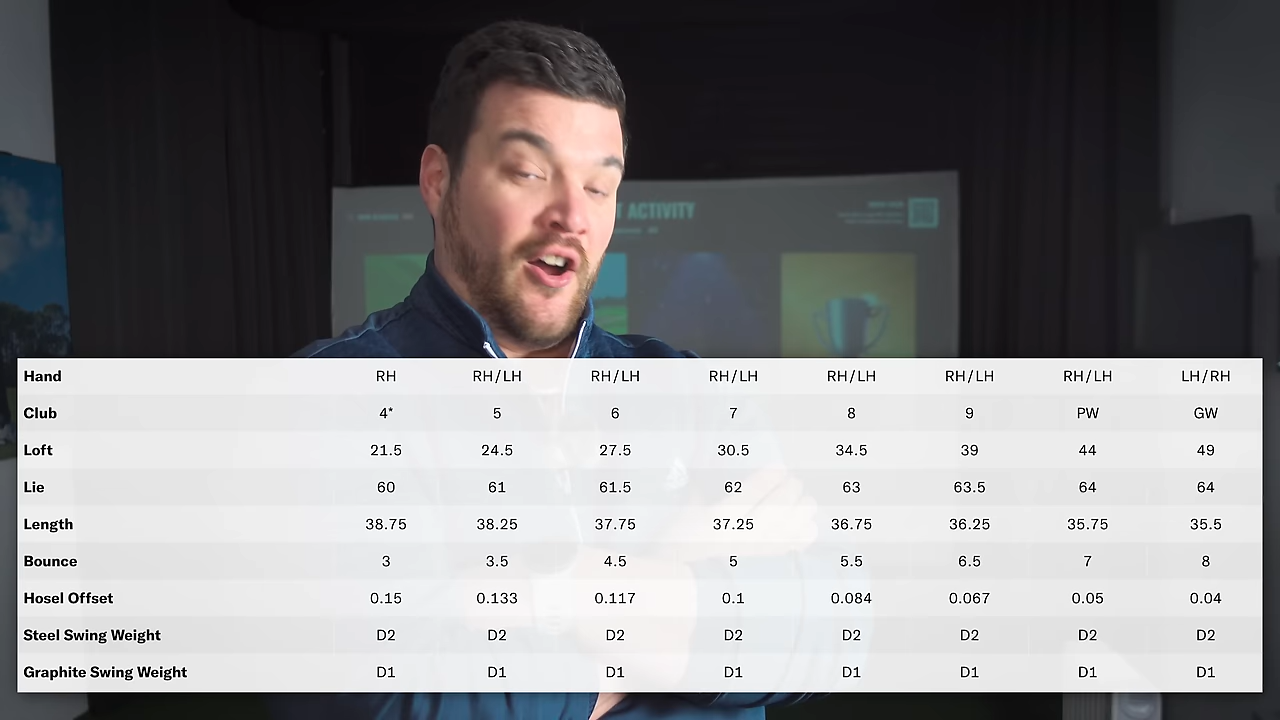 T ACTIVITY
Hand RH RH/LH RH/LH RH/LH RH/LH RH/LH RH/LH LH/RH
Club 4* 5 6 7 8 9 PW GW
Loft 21.5 24.5 27.5 30.5 34.5 39 44 49
Lie 60 61 61.5 62 63 63.5 64 64
Length 38.75 38.25 37.75 37.25 36.75 36.25 35.75 35.5
Bounce 3 3.5 4.5 5 5.5 6.5 7 8
Hosel Offset 0.15 0.133 0.117 0.1 0.084 0.067 0.05 0.04
Steel Swing Weight D2 D2 D2 D2 D2 D2 D2 D2
Graphite Swing Weight D1 D1 D1 D1 D1 D1 D1 D1